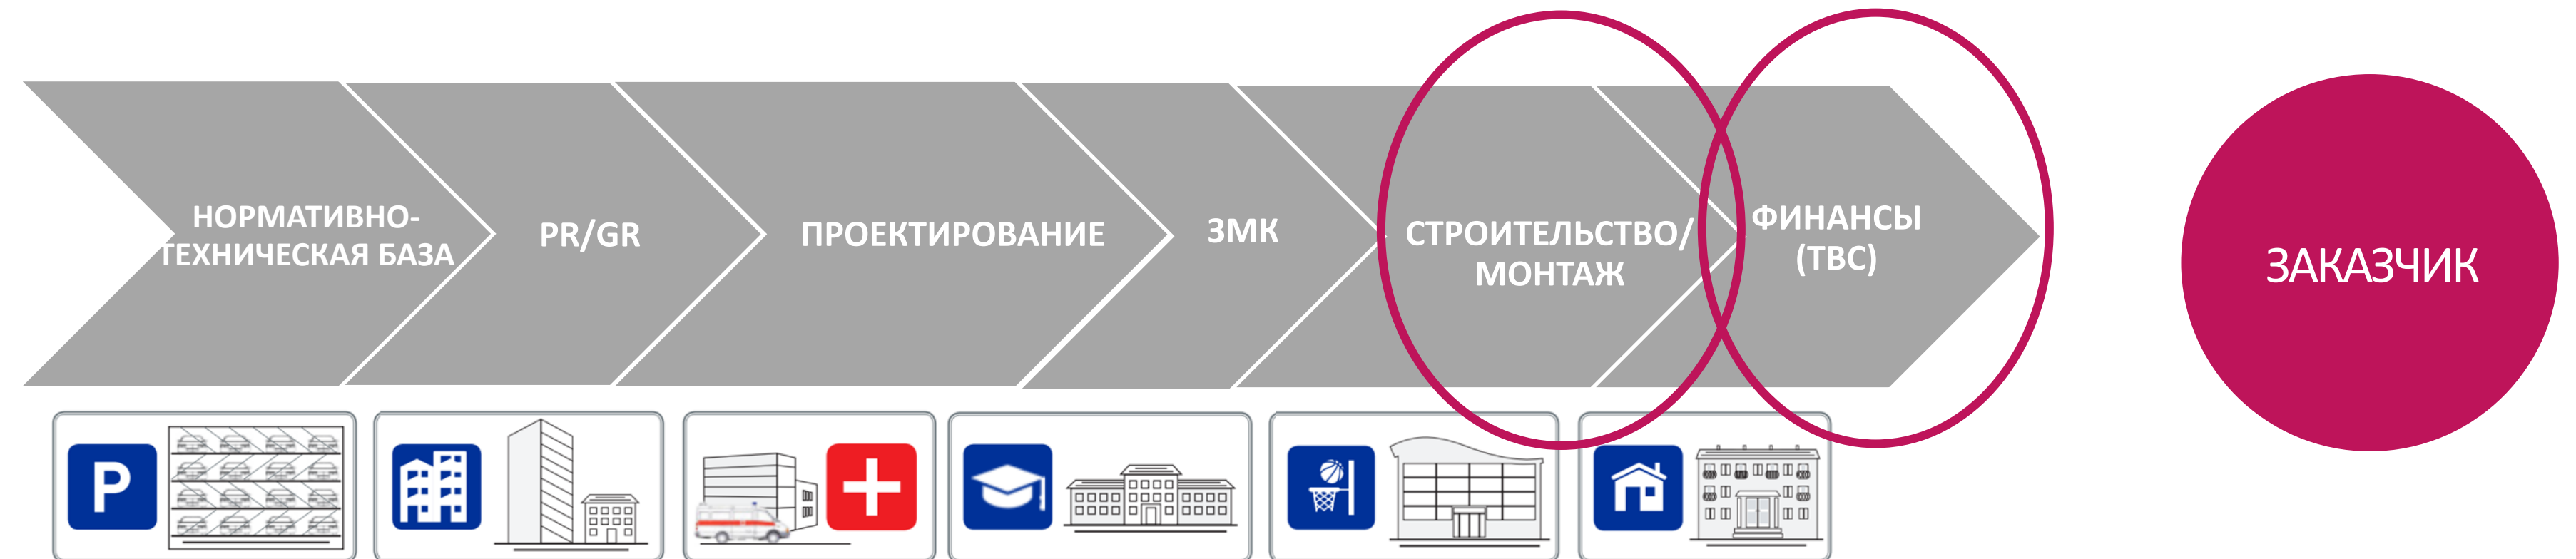 НОРМАТИВНО-
ТЕХНИЧЕСКАЯ БАЗА
PR/GR
ПРОЕКТИРОВАНИЕ
ЗМК
СТРОИТЕЛЬСТВО/
МОНТАЖ
ФИНАНСЫ
(ТВС)
ЗАКАЗЧИК
P